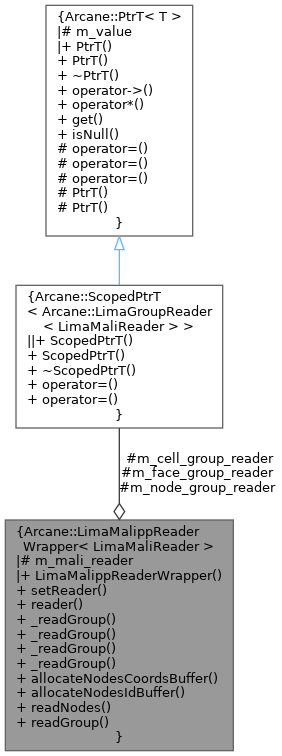 {Arcane::PtrT< T >
|# m_value
|+ PtrT()
+ PtrT()
+ ~PtrT()
+ operator->()
+ operator*()
+ get()
+ isNull()
# operator=()
# operator=()
# operator=()
# PtrT()
# PtrT()
}
{Arcane::ScopedPtrT
< Arcane::LimaGroupReader
< LimaMaliReader > >
||+ ScopedPtrT()
+ ScopedPtrT()
+ ~ScopedPtrT()
+ operator=()
+ operator=()
}
#m_cell_group_reader
#m_face_group_reader
#m_node_group_reader
{Arcane::LimaMalippReader
Wrapper< LimaMaliReader >
|# m_mali_reader
|+ LimaMalippReaderWrapper()
+ setReader()
+ reader()
+ _readGroup()
+ _readGroup()
+ _readGroup()
+ _readGroup()
+ allocateNodesCoordsBuffer()
+ allocateNodesIdBuffer()
+ readNodes()
+ readGroup()
}